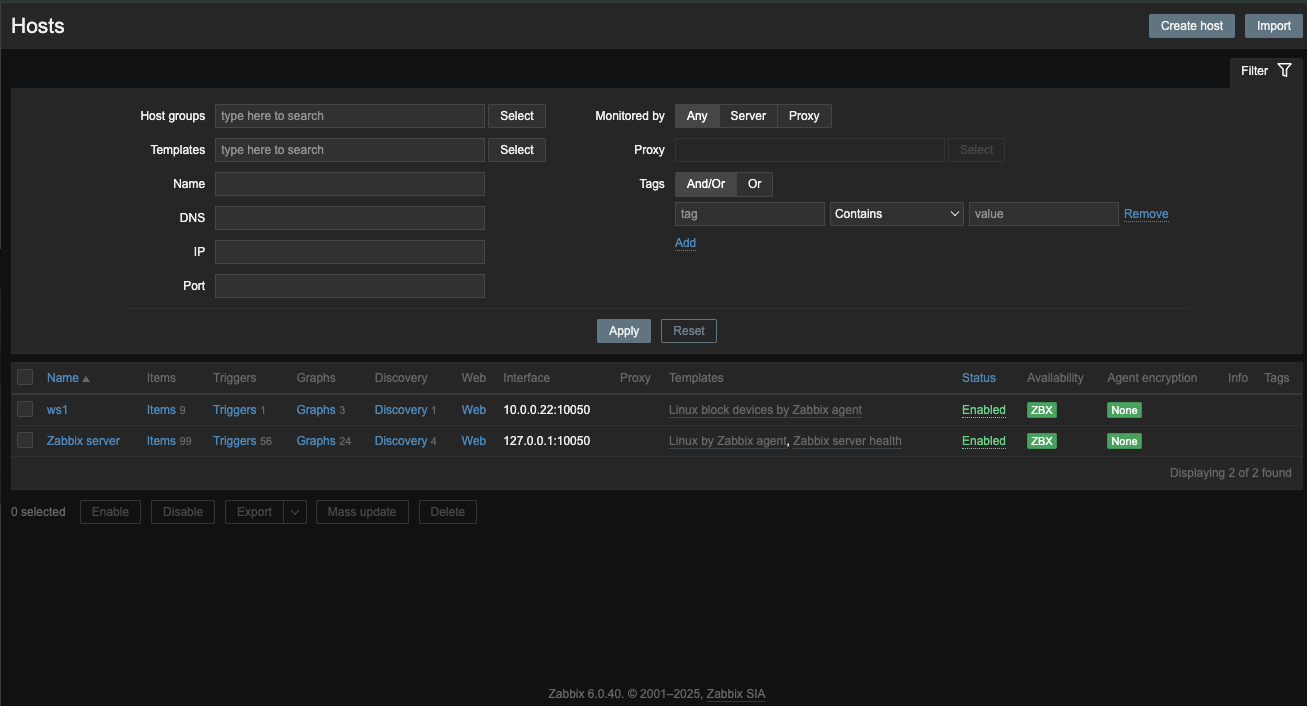 Hosts Create host Import
Filter
Host groups type here to search Select Monitored by Any Server Proxy
Templates type here to search Select Proxy Select
Name Tags And/Or Or
DNS tag Contains value Remove
Add
IP
Port
Apply Reset
Name Items Triggers Graphs Discovery Web Interface Proxy Templates Status Availability Agent encryption Info Tags
ws1 Items 9 Triggers 1 Graphs 3 Discovery 1 Web 10.0.0.22:10050 Linux block devices by Zabbix agent Enabled ZBX None
Zabbix server Items 99 Triggers 56 Graphs 24 Discovery 4 Web 127.0.0.1:10050 Linux by Zabbix agent, Zabbix server health Enabled ZBX None
Displaying 2 of 2 found
0 selected Enable Disable Export Mass update Delete
Zabbix 6.0.40. © 2001–2025, Zabbix SIA